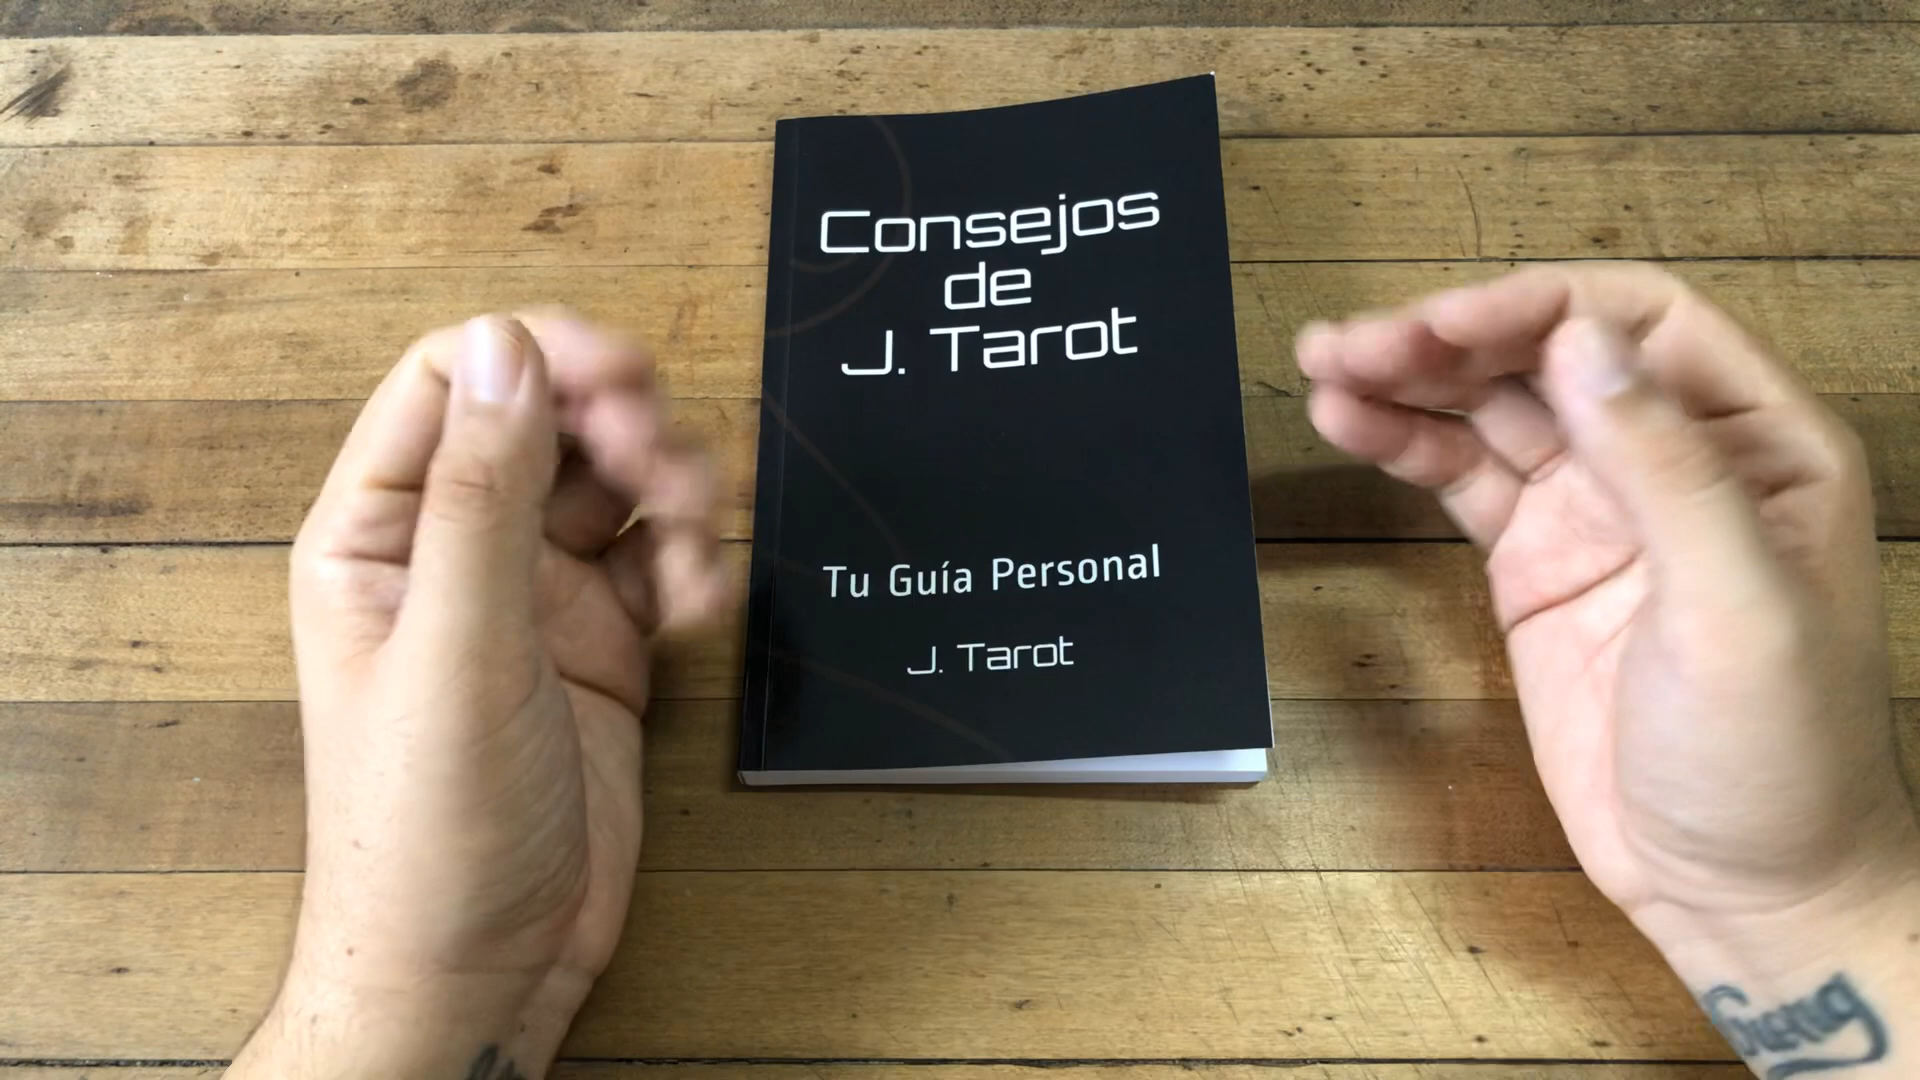 Consejos
de
J. Tarot
Tu Guía Personal
J. Tarot